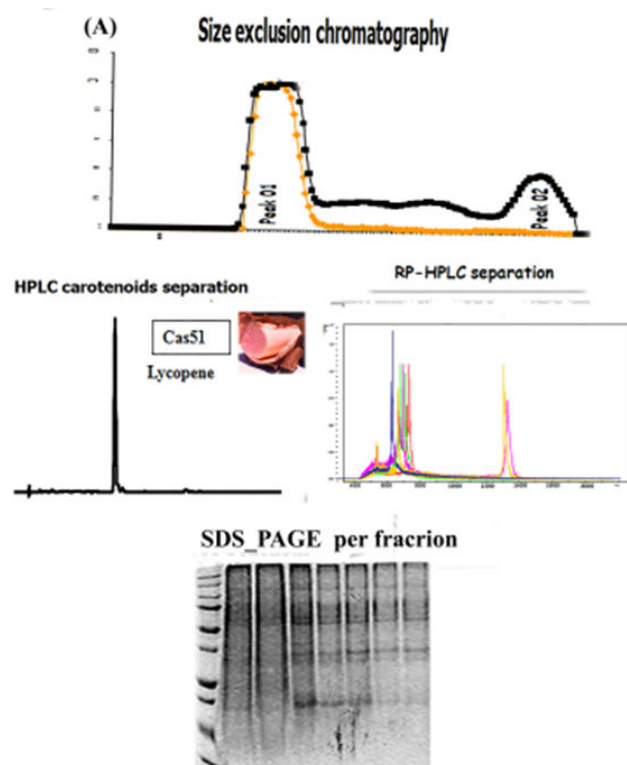 (A)
Size exclusion chromatography
Peak 01
Peak 02
HPLC carotenoids separation
Cas51
Lycopene
RP-HPLC separation
SDS_PAGE per fracrion